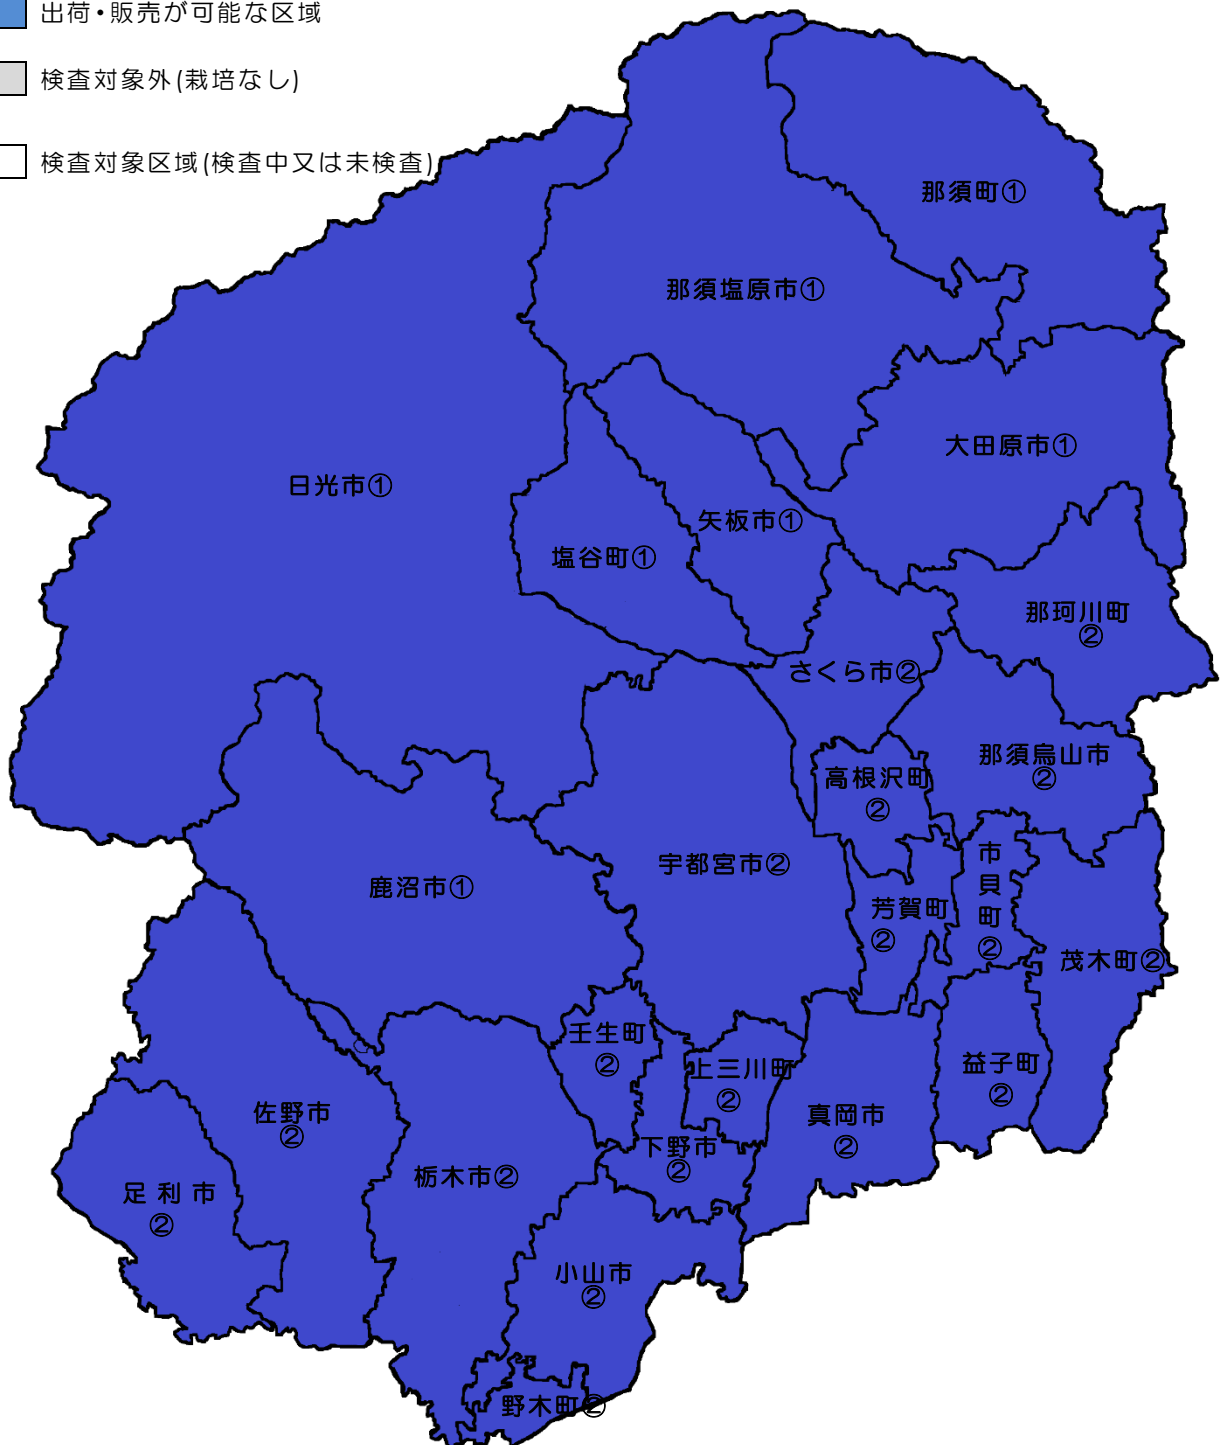 出荷・販売が可能な区域
検査対象外(栽培なし)
検査対象区域(検査中又は未検査)
那須町①
那須塩原市①
大田原市①
日光市①
矢板市①
塩谷町①
那珂川町
②
さくら市②
那須烏山市
②
高根沢町
②
宇都宮市②
市
貝
町
②
鹿沼市①
芳賀町
②
茂木町②
壬生町
②
上三川町
②
益子町
②
佐野市
②
真岡市
②
下野市
②
栃木市②
足利市
②
小山市
②
野木町②